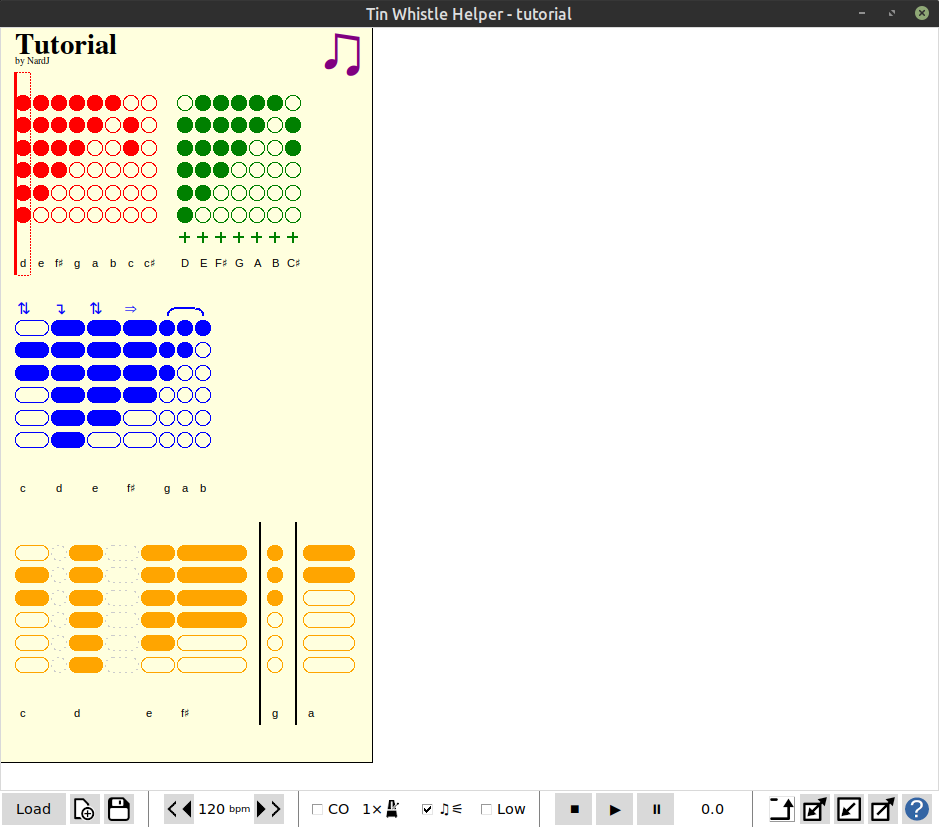 Tin Whistle Helper - tutorial
Tutorial
by NardJ
+ + + + + + +
d e f♯ g a b c c♯ D E F♯ G A B C♯
c d e f♯ g a b
c d e f♯ g a
Load 120 bpm CO 1× Low 0.0 ?